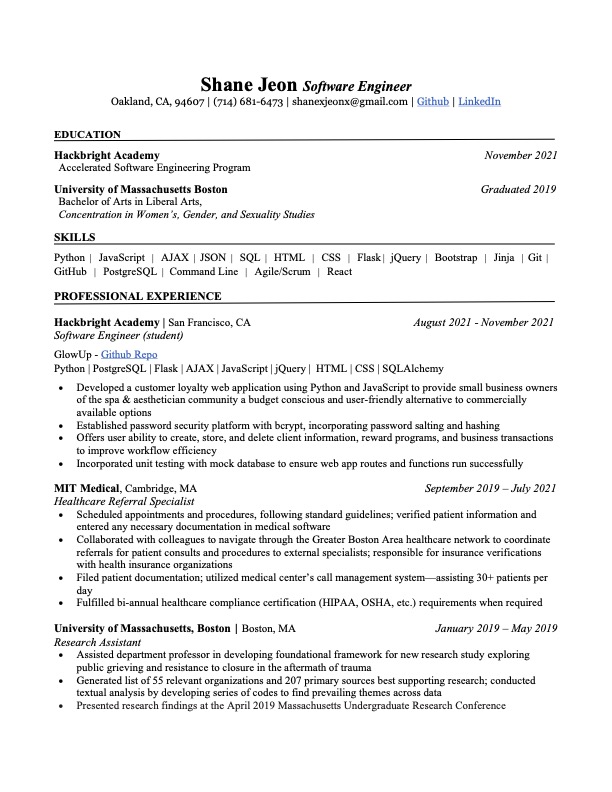 Shane Jeon Software Engineer
Oakland, CA, 94607 | (714) 681-6473 | shanexjeonx@gmail.com | Github | LinkedIn
EDUCATION
Hackbright Academy November 2021
Accelerated Software Engineering Program
University of Massachusetts Boston Graduated 2019
Bachelor of Arts in Liberal Arts,
Concentration in Women's, Gender, and Sexuality Studies
SKILLS
Python | JavaScript | AJAX | JSON | SQL | HTML | CSS | Flask| jQuery | Bootstrap | Jinja | Git |
GitHub | PostgreSQL | Command Line | Agile/Scrum | React
PROFESSIONAL EXPERIENCE
Hackbright Academy | San Francisco, CA August 2021 - November 2021
Software Engineer (student)
GlowUp - Github Repo
Python | PostgreSQL | Flask | AJAX | JavaScript | jQuery | HTML | CSS | SQLAlchemy
• Developed a customer loyalty web application using Python and JavaScript to provide small business owners
of the spa & aesthetician community a budget conscious and user-friendly alternative to commercially
available options
• Established password security platform with bcrypt, incorporating password salting and hashing
• Offers user ability to create, store, and delete client information, reward programs, and business transactions
to improve workflow efficiency
• Incorporated unit testing with mock database to ensure web app routes and functions run successfully
MIT Medical, Cambridge, MA September 2019 – July 2021
Healthcare Referral Specialist
• Scheduled appointments and procedures, following standard guidelines; verified patient information and
entered any necessary documentation in medical software
• Collaborated with colleagues to navigate through the Greater Boston Area healthcare network to coordinate
referrals for patient consults and procedures to external specialists; responsible for insurance verifications
with health insurance organizations
• Filed patient documentation; utilized medical center's call management system—assisting 30+ patients per
day
• Fulfilled bi-annual healthcare compliance certification (HIPAA, OSHA, etc.) requirements when required
University of Massachusetts, Boston | Boston, MA January 2019 – May 2019
Research Assistant
• Assisted department professor in developing foundational framework for new research study exploring
public grieving and resistance to closure in the aftermath of trauma
• Generated list of 55 relevant organizations and 207 primary sources best supporting research; conducted
textual analysis by developing series of codes to find prevailing themes across data
• Presented research findings at the April 2019 Massachusetts Undergraduate Research Conference